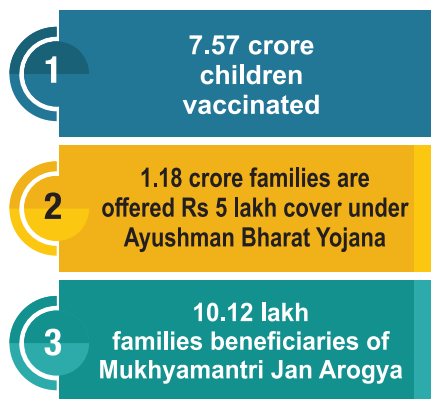 1
7.57 crore
children
vaccinated
2
1.18 crore families are
offered Rs 5 lakh cover under
Ayushman Bharat Yojana
3
10.12 lakh
families beneficiaries of
Mukhyamantri Jan Arogya